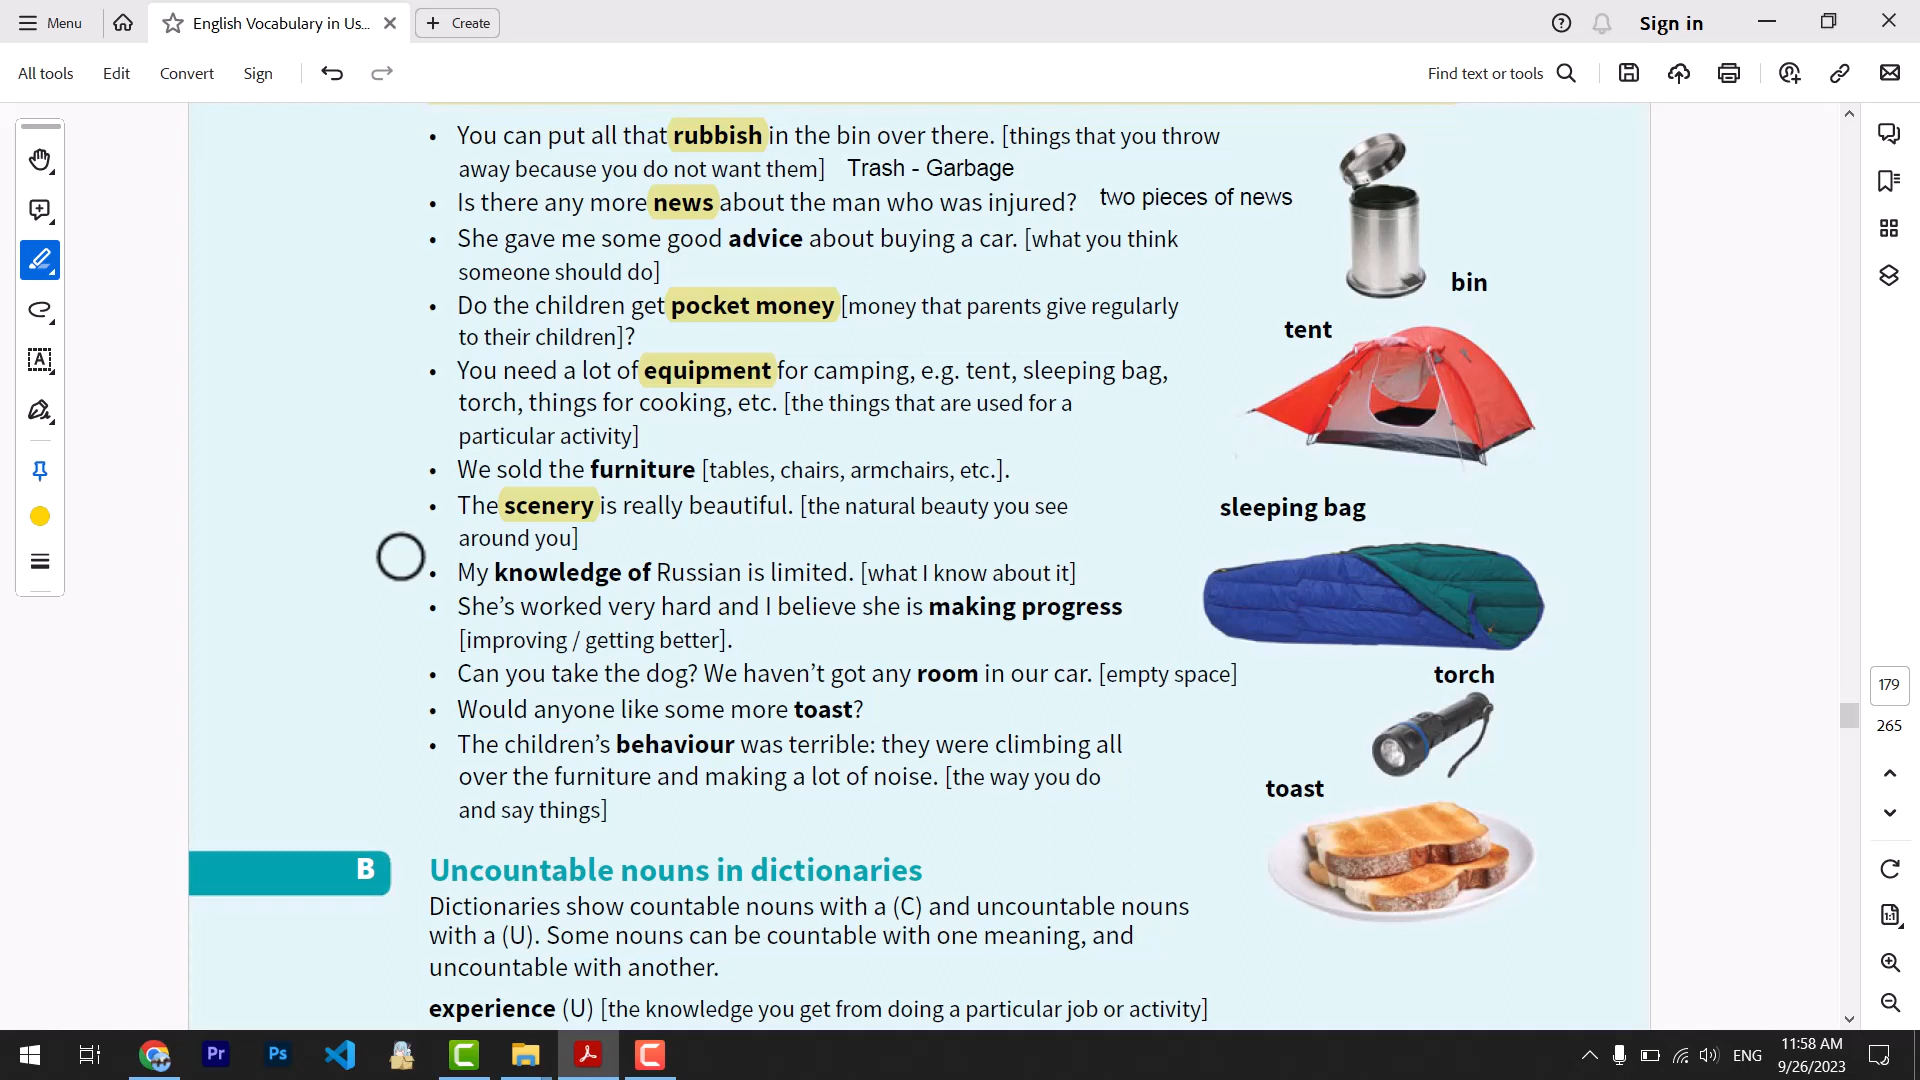 Menu
English Vocabulary in Us...
Create
Sign in
All tools
Edit
Convert
Sign
Find text or tools
• You can put all that rubbish in the bin over there. [things that you throw
away because you do not want them] Trash - Garbage
• Is there any more news about the man who was injured? two pieces of news
• She gave me some good advice about buying a car. [what you think
someone should do]
bin
• Do the children get pocket money [money that parents give regularly
to their children]?
tent
• You need a lot of equipment for camping, e.g. tent, sleeping bag,
torch, things for cooking, etc. [the things that are used for a
particular activity]
• We sold the furniture [tables, chairs, armchairs, etc.].
• The scenery is really beautiful. [the natural beauty you see
around you]
sleeping bag
• My knowledge of Russian is limited. [what I know about it]
• She's worked very hard and I believe she is making progress
[improving / getting better].
• Can you take the dog? We haven't got any room in our car. [empty space]
torch
• Would anyone like some more toast?
• The children's behaviour was terrible: they were climbing all
over the furniture and making a lot of noise. [the way you do
and say things]
toast
B Uncountable nouns in dictionaries
Dictionaries show countable nouns with a (C) and uncountable nouns
with a (U). Some nouns can be countable with one meaning, and
uncountable with another.
experience (U) [the knowledge you get from doing a particular job or activity]
179
265
1:1
Pr
Ps
ENG
11:58 AM
9/26/2023